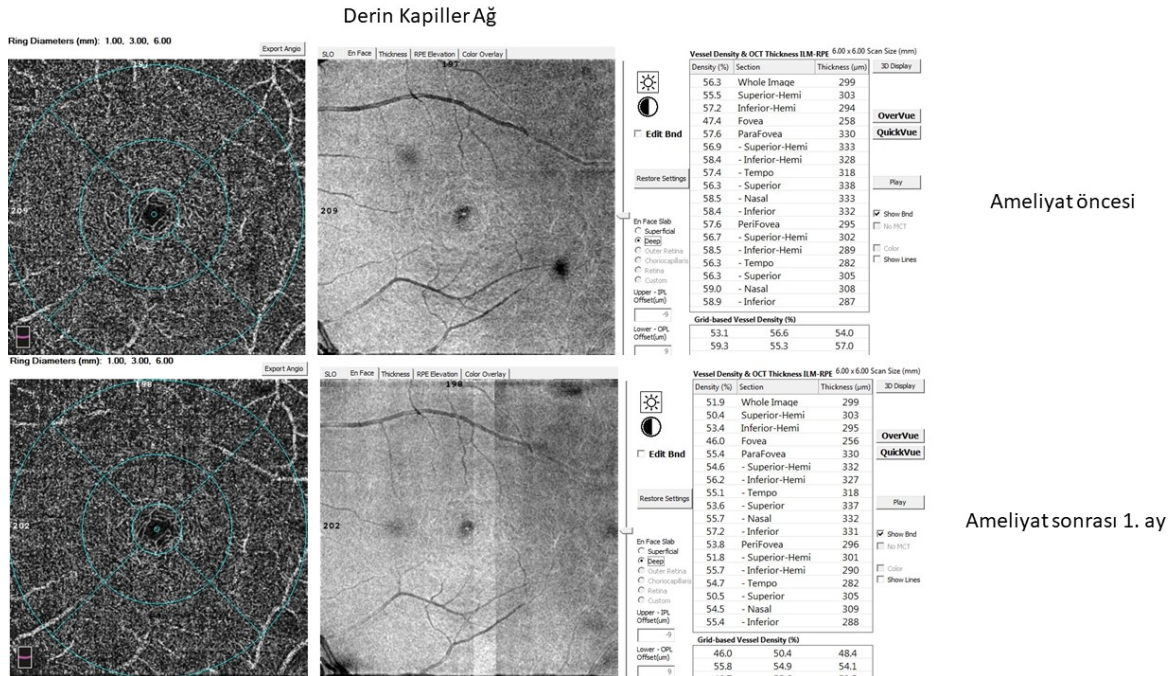 Derin Kapiller Ağ
Ring Diameters (mm): 1.00, 3.00, 6.00
Export Angio
SLO En Face Thickness RPE Elevation Color Overlay
197
209
197
209
Edit Bnd
Restore Settings
En Face Slab
Superficial
Deep
Outer Retina
Choriocapillaris
Retina
Custom
Upper - IPL
Offset(um)
-9
Lower - OPL
Offset(um)
9
Vessel Density & OCT Thickness ILM-RPE 6.00 x 6.00 Scan Size (mm)
Density (%) Section Thickness (µm)
56.3 Whole Image 299
55.5 Superior-Hemi 303
57.2 Inferior-Hemi 294
47.4 Fovea 258
57.6 ParaFovea 330
56.9 - Superior-Hemi 333
58.4 - Inferior-Hemi 328
57.4 - Tempo 318
56.3 - Superior 338
58.5 - Nasal 333
58.4 - Inferior 332
57.6 PeriFovea 295
56.7 - Superior-Hemi 302
58.5 - Inferior-Hemi 289
56.3 - Tempo 282
56.3 - Superior 305
59.0 - Nasal 308
58.9 - Inferior 287
Grid-based Vessel Density (%)
53.1 56.6 54.0
59.3 55.3 57.0
3D Display
OverVue
QuickVue
Play
Show Bnd
No MCT
Color
Show Lines
Ameliyat öncesi
Ring Diameters (mm): 1.00, 3.00, 6.00
Export Angio
SLO En Face Thickness RPE Elevation Color Overlay
198
202
198
202
Edit Bnd
Restore Settings
En Face Slab
Superficial
Deep
Outer Retina
Choriocapillaris
Retina
Custom
Upper - IPL
Offset(um)
-9
Lower - OPL
Offset(um)
9
Vessel Density & OCT Thickness ILM-RPE 6.00 x 6.00 Scan Size (mm)
Density (%) Section Thickness (µm)
51.9 Whole Image 299
50.4 Superior-Hemi 303
53.4 Inferior-Hemi 295
46.0 Fovea 256
55.4 ParaFovea 330
54.6 - Superior-Hemi 332
56.2 - Inferior-Hemi 327
55.1 - Tempo 318
53.6 - Superior 337
55.7 - Nasal 332
57.2 - Inferior 331
53.8 PeriFovea 296
51.8 - Superior-Hemi 301
55.7 - Inferior-Hemi 290
54.7 - Tempo 282
50.5 - Superior 305
54.5 - Nasal 309
55.4 - Inferior 288
Grid-based Vessel Density (%)
46.0 50.4 48.4
55.8 54.9 54.1
3D Display
OverVue
QuickVue
Play
Show Bnd
No MCT
Color
Show Lines
Ameliyat sonrası 1. ay